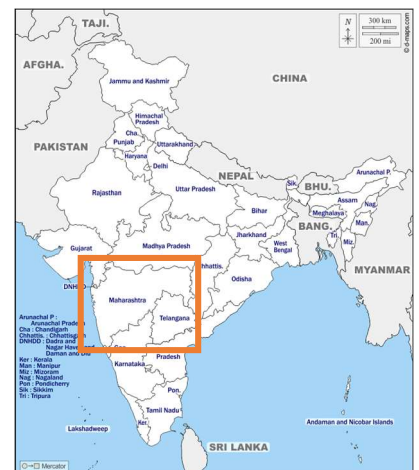 TAJI.
N
300 km
200 mi
© d-maps.com
AFGHA.
CHINA
Jammu and Kashmir
Himachal
Pradesh
Cha.
Punjab
Uttarakhand
PAKISTAN
Haryana
Delhi
NEPAL
Arunachal P.
Sik.
BHU.
Rajasthan
Uttar Pradesh
Assam
Nag.
Bihar
Meghalaya
Man.
BANG.
Jharkhand
Tri.
Miz.
Gujarat
Madhya Pradesh
West
Bengal
Chhattis.
MYANMAR
Odisha
DNHDD
Maharashtra
Telangana
Arunachal P :
Arunachal Pradesh
Cha : Chandigarh
Chhattis. : Chhattisgarh
DNHDD : Dadra and
Nagar Haveli and
Daman and Diu
Ker : Kerala
Man : Manipur
Miz : Mizoram
Nag : Nagaland
Pon : Pondicherry
Sik : Sikkim
Tri : Tripura
Pradesh
Karnataka
Pon.
Tamil Nadu
Ker.
Lakshadweep
Andaman and Nicobar Islands
SRI LANKA
Mercator